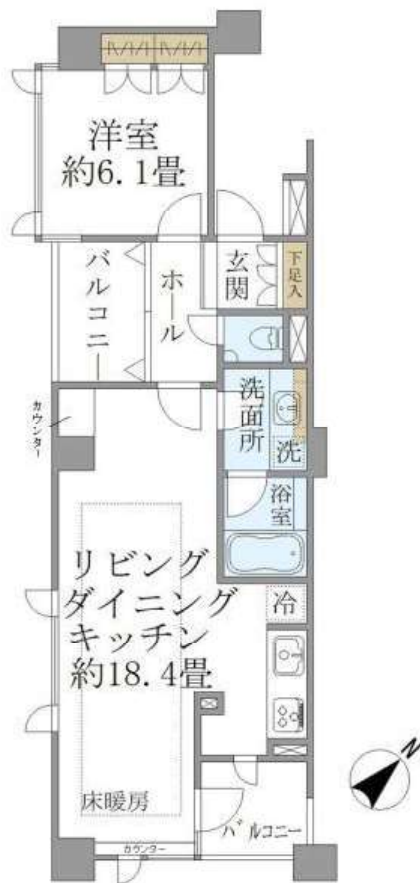 洋室
約6.1畳
バルコニー
ホール
玄関
下足入
カウンター
洗面所
洗
浴室
リビング
ダイニング
キッチン
約18.4畳
冷
床暖房
カウンター
バルコニー
N